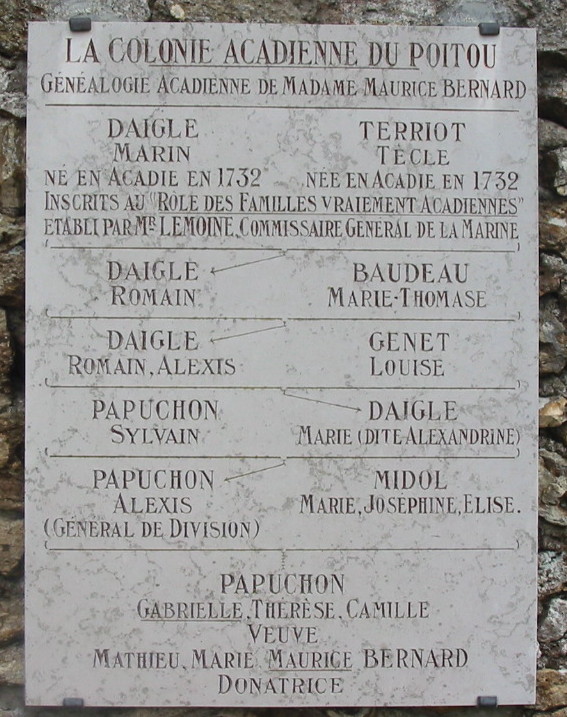 LA COLONIE ACADIENNE DU POITOU
GÉNÉALOGIE ACADIENNE DE MADAME MAURICE BERNARD
DAIGLE TERRIOT
MARIN TÈCLE
NÉ EN ACADIE EN 1732 NÉE EN ACADIE EN 1732
INSCRITS AU "RÔLE DES FAMILLES VRAIEMENT ACADIENNES"
ETABLI PAR MR. LEMOINE, COMMISSAIRE GÉNÉRAL DE LA MARINE
DAIGLE BAUDEAU
ROMAIN MARIE-THOMASE
DAIGLE GENET
ROMAIN, ALEXIS LOUISE
PAPUCHON DAIGLE
SYLVAIN MARIE (DITE ALEXANDRINE)
PAPUCHON MIDOL
ALEXIS MARIE, JOSÉPHINE, ELISE.
(GÉNÉRAL DE DIVISION)
PAPUCHON
GABRIELLE, THÉRÈSE, CAMILLE
VEUVE
MATHIEU, MARIE, MAURICE BERNARD
DONATRICE